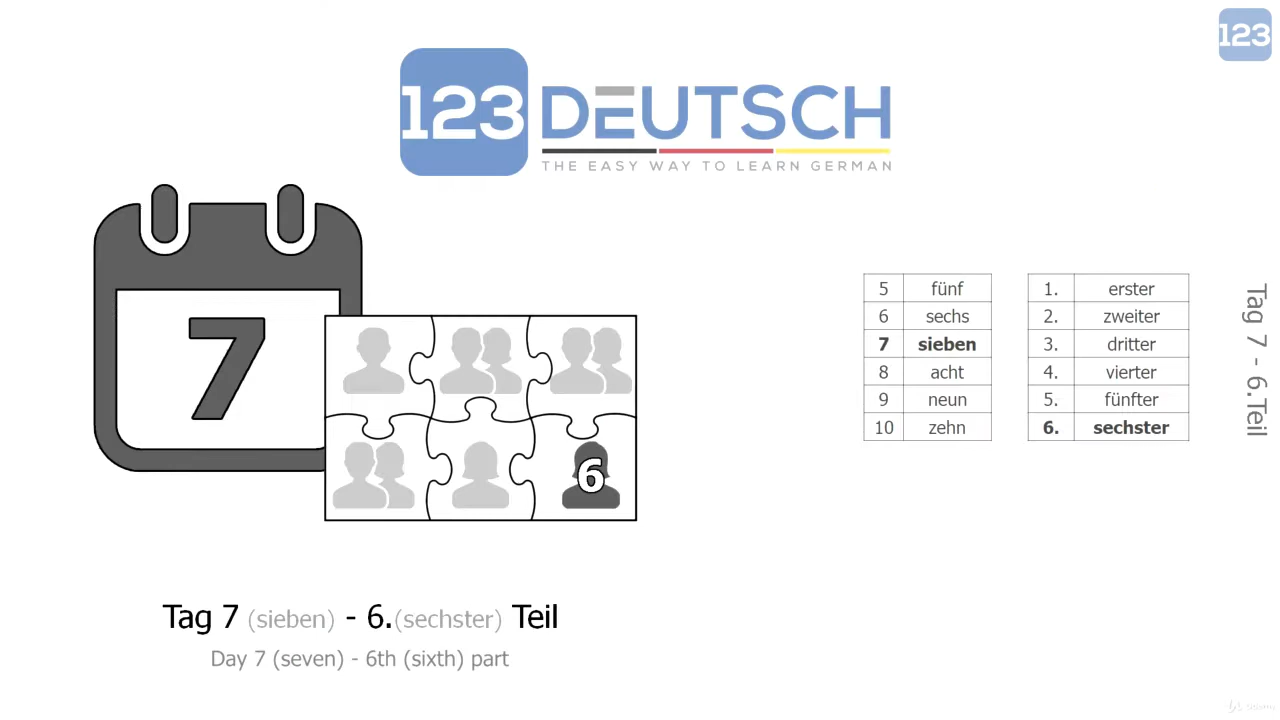 123
123 DEUTSCH
THE EASY WAY TO LEARN GERMAN
7
6
5 fünf
6 sechs
7 sieben
8 acht
9 neun
10 zehn
1. erster
2. zweiter
3. dritter
4. vierter
5. fünfter
6. sechster
Tag 7 - 6.Teil
Tag 7 (sieben) - 6.(sechster) Teil
Day 7 (seven) - 6th (sixth) part